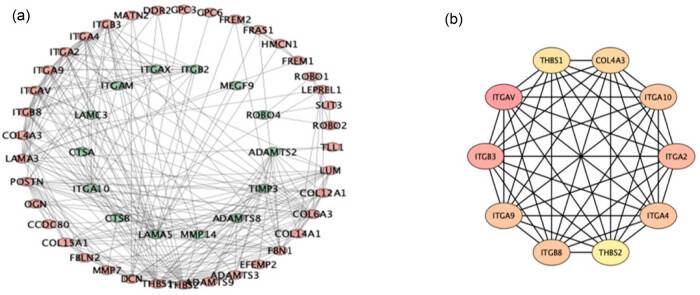 (a)
(b)
DDR2
GPC3
GPC6
FREM2
FRAS1
HMCN1
FREM1
ROBO1
LEPREL1
SLIT3
ROBO2
TLL1
LUM
COL12A1
COL6A3
COL14A1
FBN1
EFEMP2
ADAMTS3
ADAMTS9
THBS2
THBS1
DCN
MMP7
FBLN2
COL15A1
CCDC80
OGN
POSTN
LAMA3
COL4A3
ITGB8
ITGAV
ITGA9
ITGA2
ITGA4
ITGB3
MATN2
ITGAX
ITGB2
MEGF9
ROBO4
ADAMTS2
TIMP3
ADAMTS8
MMP14
LAMA5
CTSB
ITGA10
CTSA
LAMC3
ITGAM
THBS1
COL4A3
ITGA10
ITGA2
ITGA4
THBS2
ITGB8
ITGA9
ITGB3
ITGAV